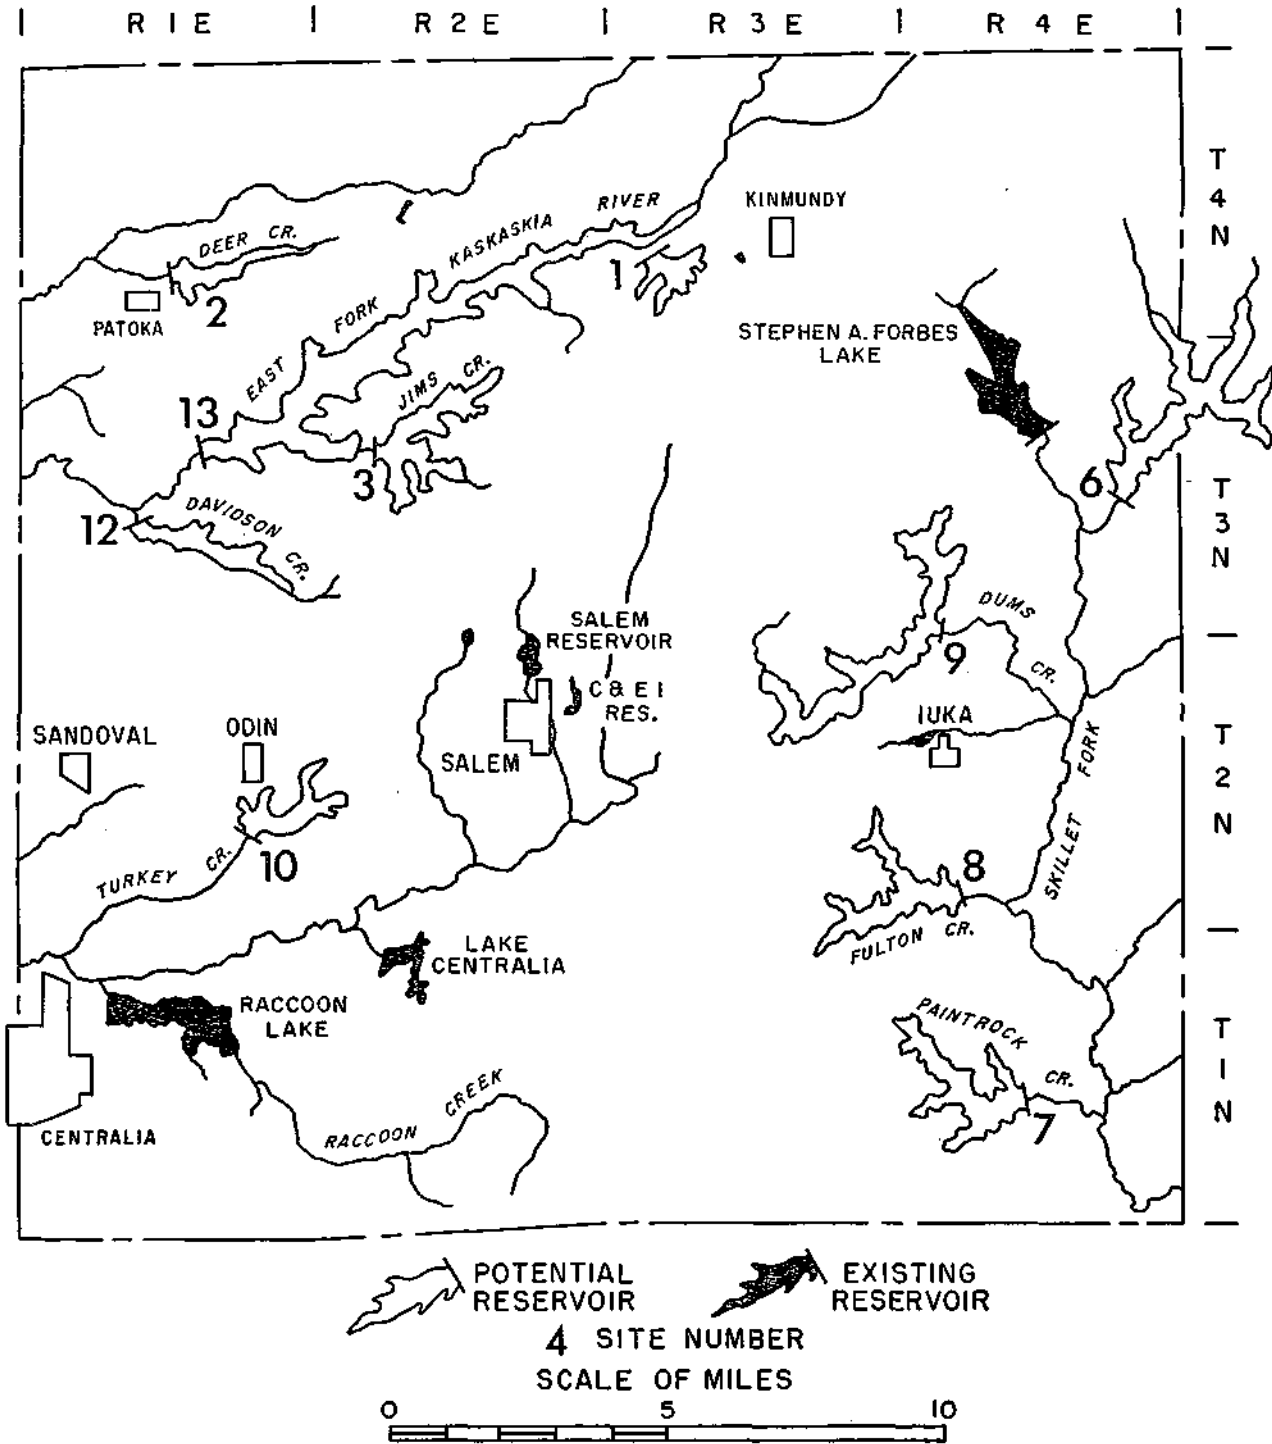 R 1 E R 2 E R 3 E R 4 E
T 4 N
KINMUNDY
KASKASKIA RIVER
DEER CR.
1
2
PATOKA
EAST FORK
STEPHEN A. FORBES
LAKE
JIMS CR.
13
3
6
T 3 N
12
DAVIDSON CR.
DUMS CR.
SALEM
RESERVOIR
9
C & E I
RES.
IUKA
SANDOVAL
ODIN
SALEM
T 2 N
SKILLET FORK
10
TURKEY CR.
8
FULTON CR.
LAKE
CENTRALIA
RACCOON
LAKE
PAINTROCK CR.
T 1 N
7
RACCOON CREEK
CENTRALIA
POTENTIAL
RESERVOIR
EXISTING
RESERVOIR
4 SITE NUMBER
SCALE OF MILES
0 5 10